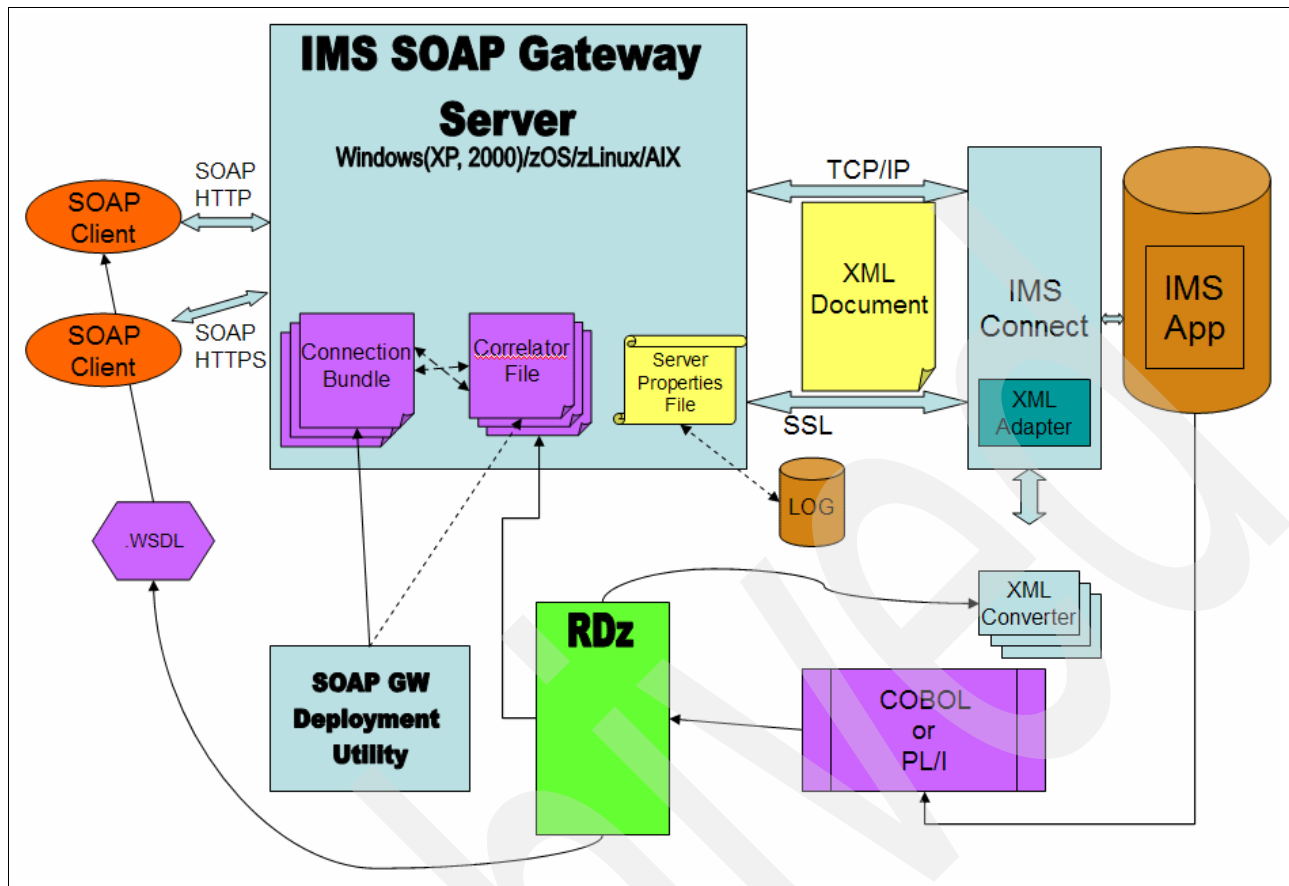 IMS SOAP Gateway
Server
Windows(XP, 2000)/zOS/zLinux/AIX
SOAP
Client
SOAP
HTTP
SOAP
Client
SOAP
HTTPS
Connection
Bundle
Correlator
File
Server
Properties
File
TCP/IP
XML
Document
SSL
LOG
IMS
Connect
XML
Adapter
IMS
App
.WSDL
SOAP GW
Deployment
Utility
RDz
XML
Converter
COBOL
or
PL/I